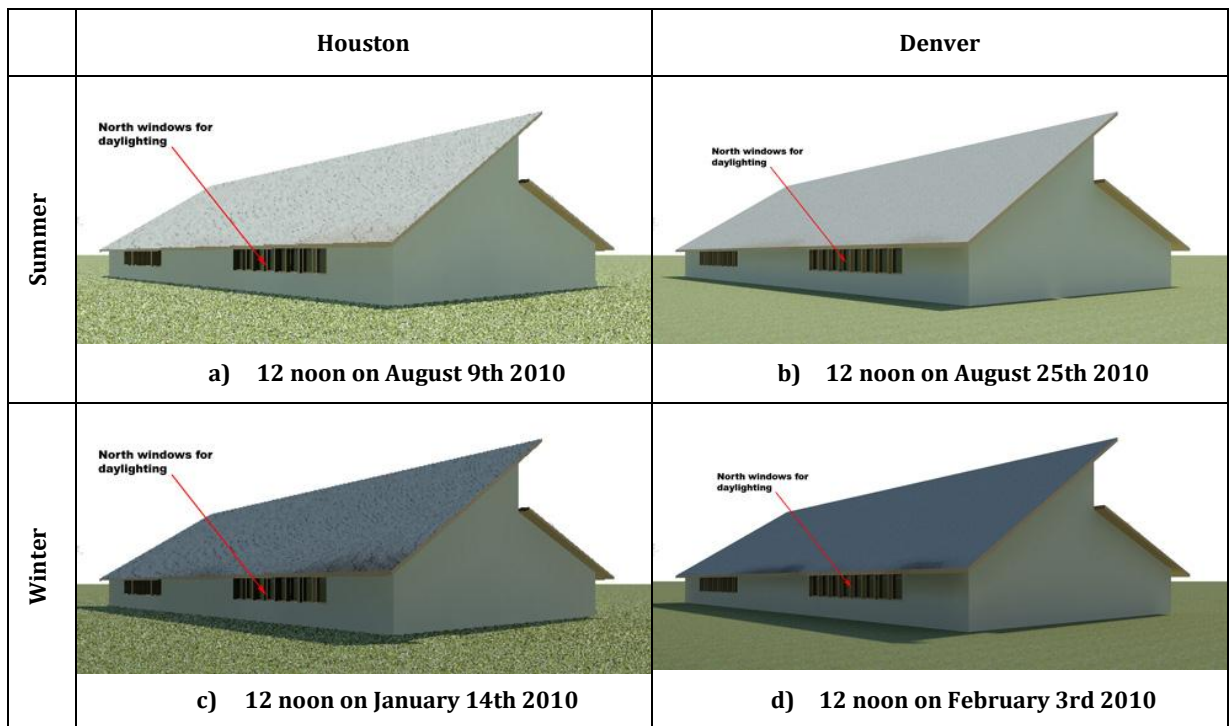 Houston
Denver
Summer
North windows for
daylighting
North windows for
daylighting
a) 12 noon on August 9th 2010
b) 12 noon on August 25th 2010
Winter
North windows for
daylighting
North windows for
daylighting
c) 12 noon on January 14th 2010
d) 12 noon on February 3rd 2010